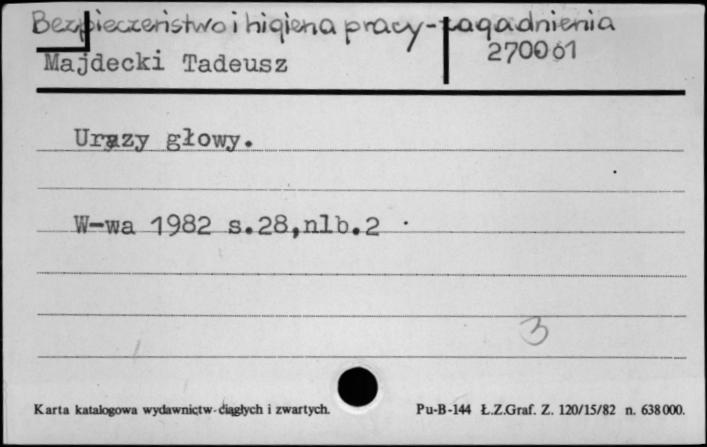 Bezpieczeństwo i higiena pracy-zagadnienia
Majdecki Tadeusz
270061
Urazy głowy.
W-wa 1982 s.28,nlb.2
3
Karta katalogowa wydawnictw ciągłych i zwartych.
Pu-B-144 Ł.Z.Graf. Z. 120/15/82 n. 638000.